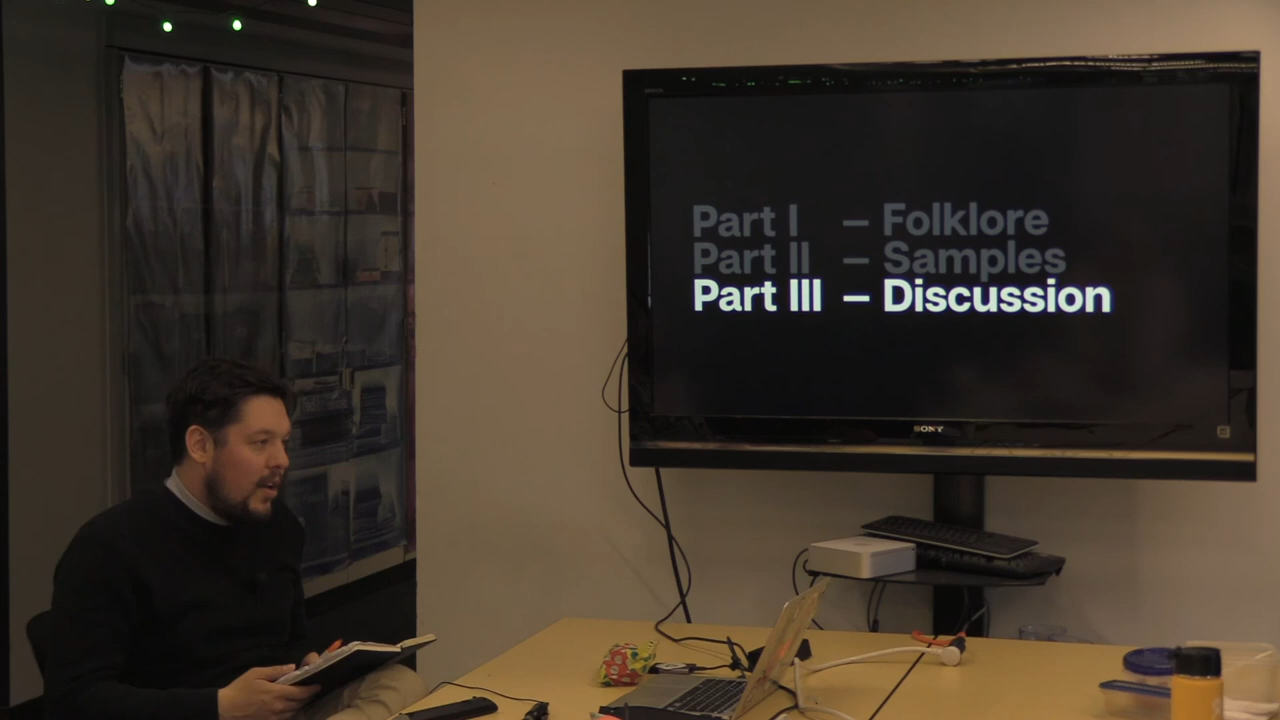 Part I – Folklore
Part II – Samples
Part III – Discussion
SONY